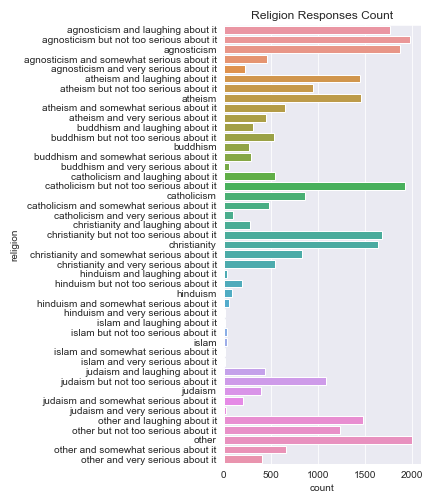 Religion Responses Count
agnosticism and laughing about it
agnosticism but not too serious about it
agnosticism
agnosticism and somewhat serious about it
agnosticism and very serious about it
atheism and laughing about it
atheism but not too serious about it
atheism
atheism and somewhat serious about it
atheism and very serious about it
buddhism and laughing about it
buddhism but not too serious about it
buddhism
buddhism and somewhat serious about it
buddhism and very serious about it
catholicism and laughing about it
catholicism but not too serious about it
catholicism
catholicism and somewhat serious about it
catholicism and very serious about it
christianity and laughing about it
christianity but not too serious about it
christianity
christianity and somewhat serious about it
christianity and very serious about it
hinduism and laughing about it
hinduism but not too serious about it
hinduism
hinduism and somewhat serious about it
hinduism and very serious about it
islam and laughing about it
islam but not too serious about it
islam
islam and somewhat serious about it
islam and very serious about it
judaism and laughing about it
judaism but not too serious about it
judaism
judaism and somewhat serious about it
judaism and very serious about it
other and laughing about it
other but not too serious about it
other
other and somewhat serious about it
other and very serious about it
religion
0 500 1000 1500 2000
count